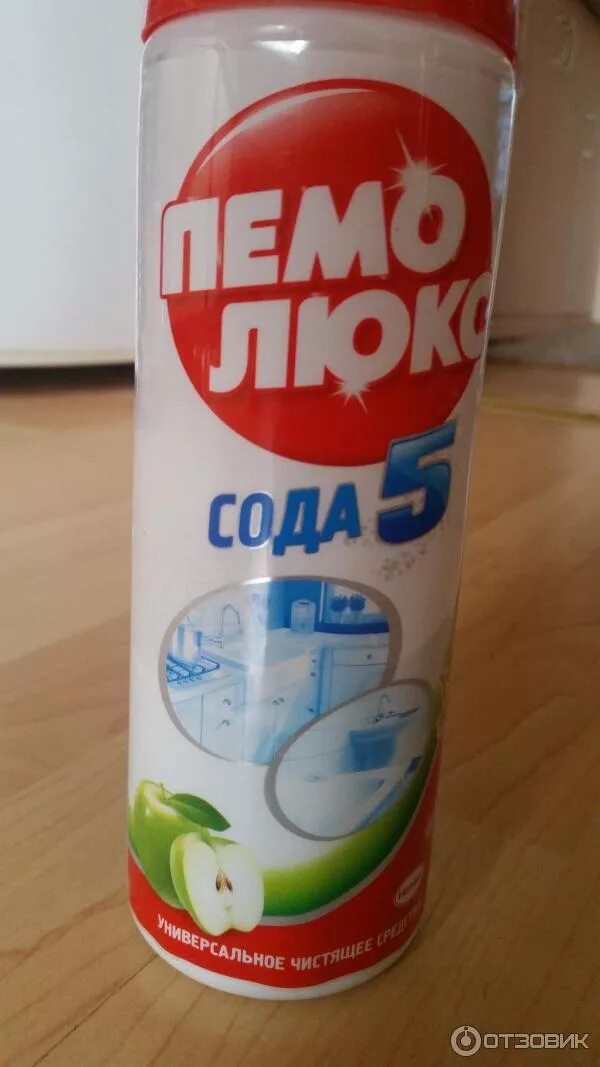 ПЕМО
ЛЮКС
СОДА 5
УНИВЕРСАЛЬНОЕ ЧИСТЯЩЕЕ
ОТЗОВИК